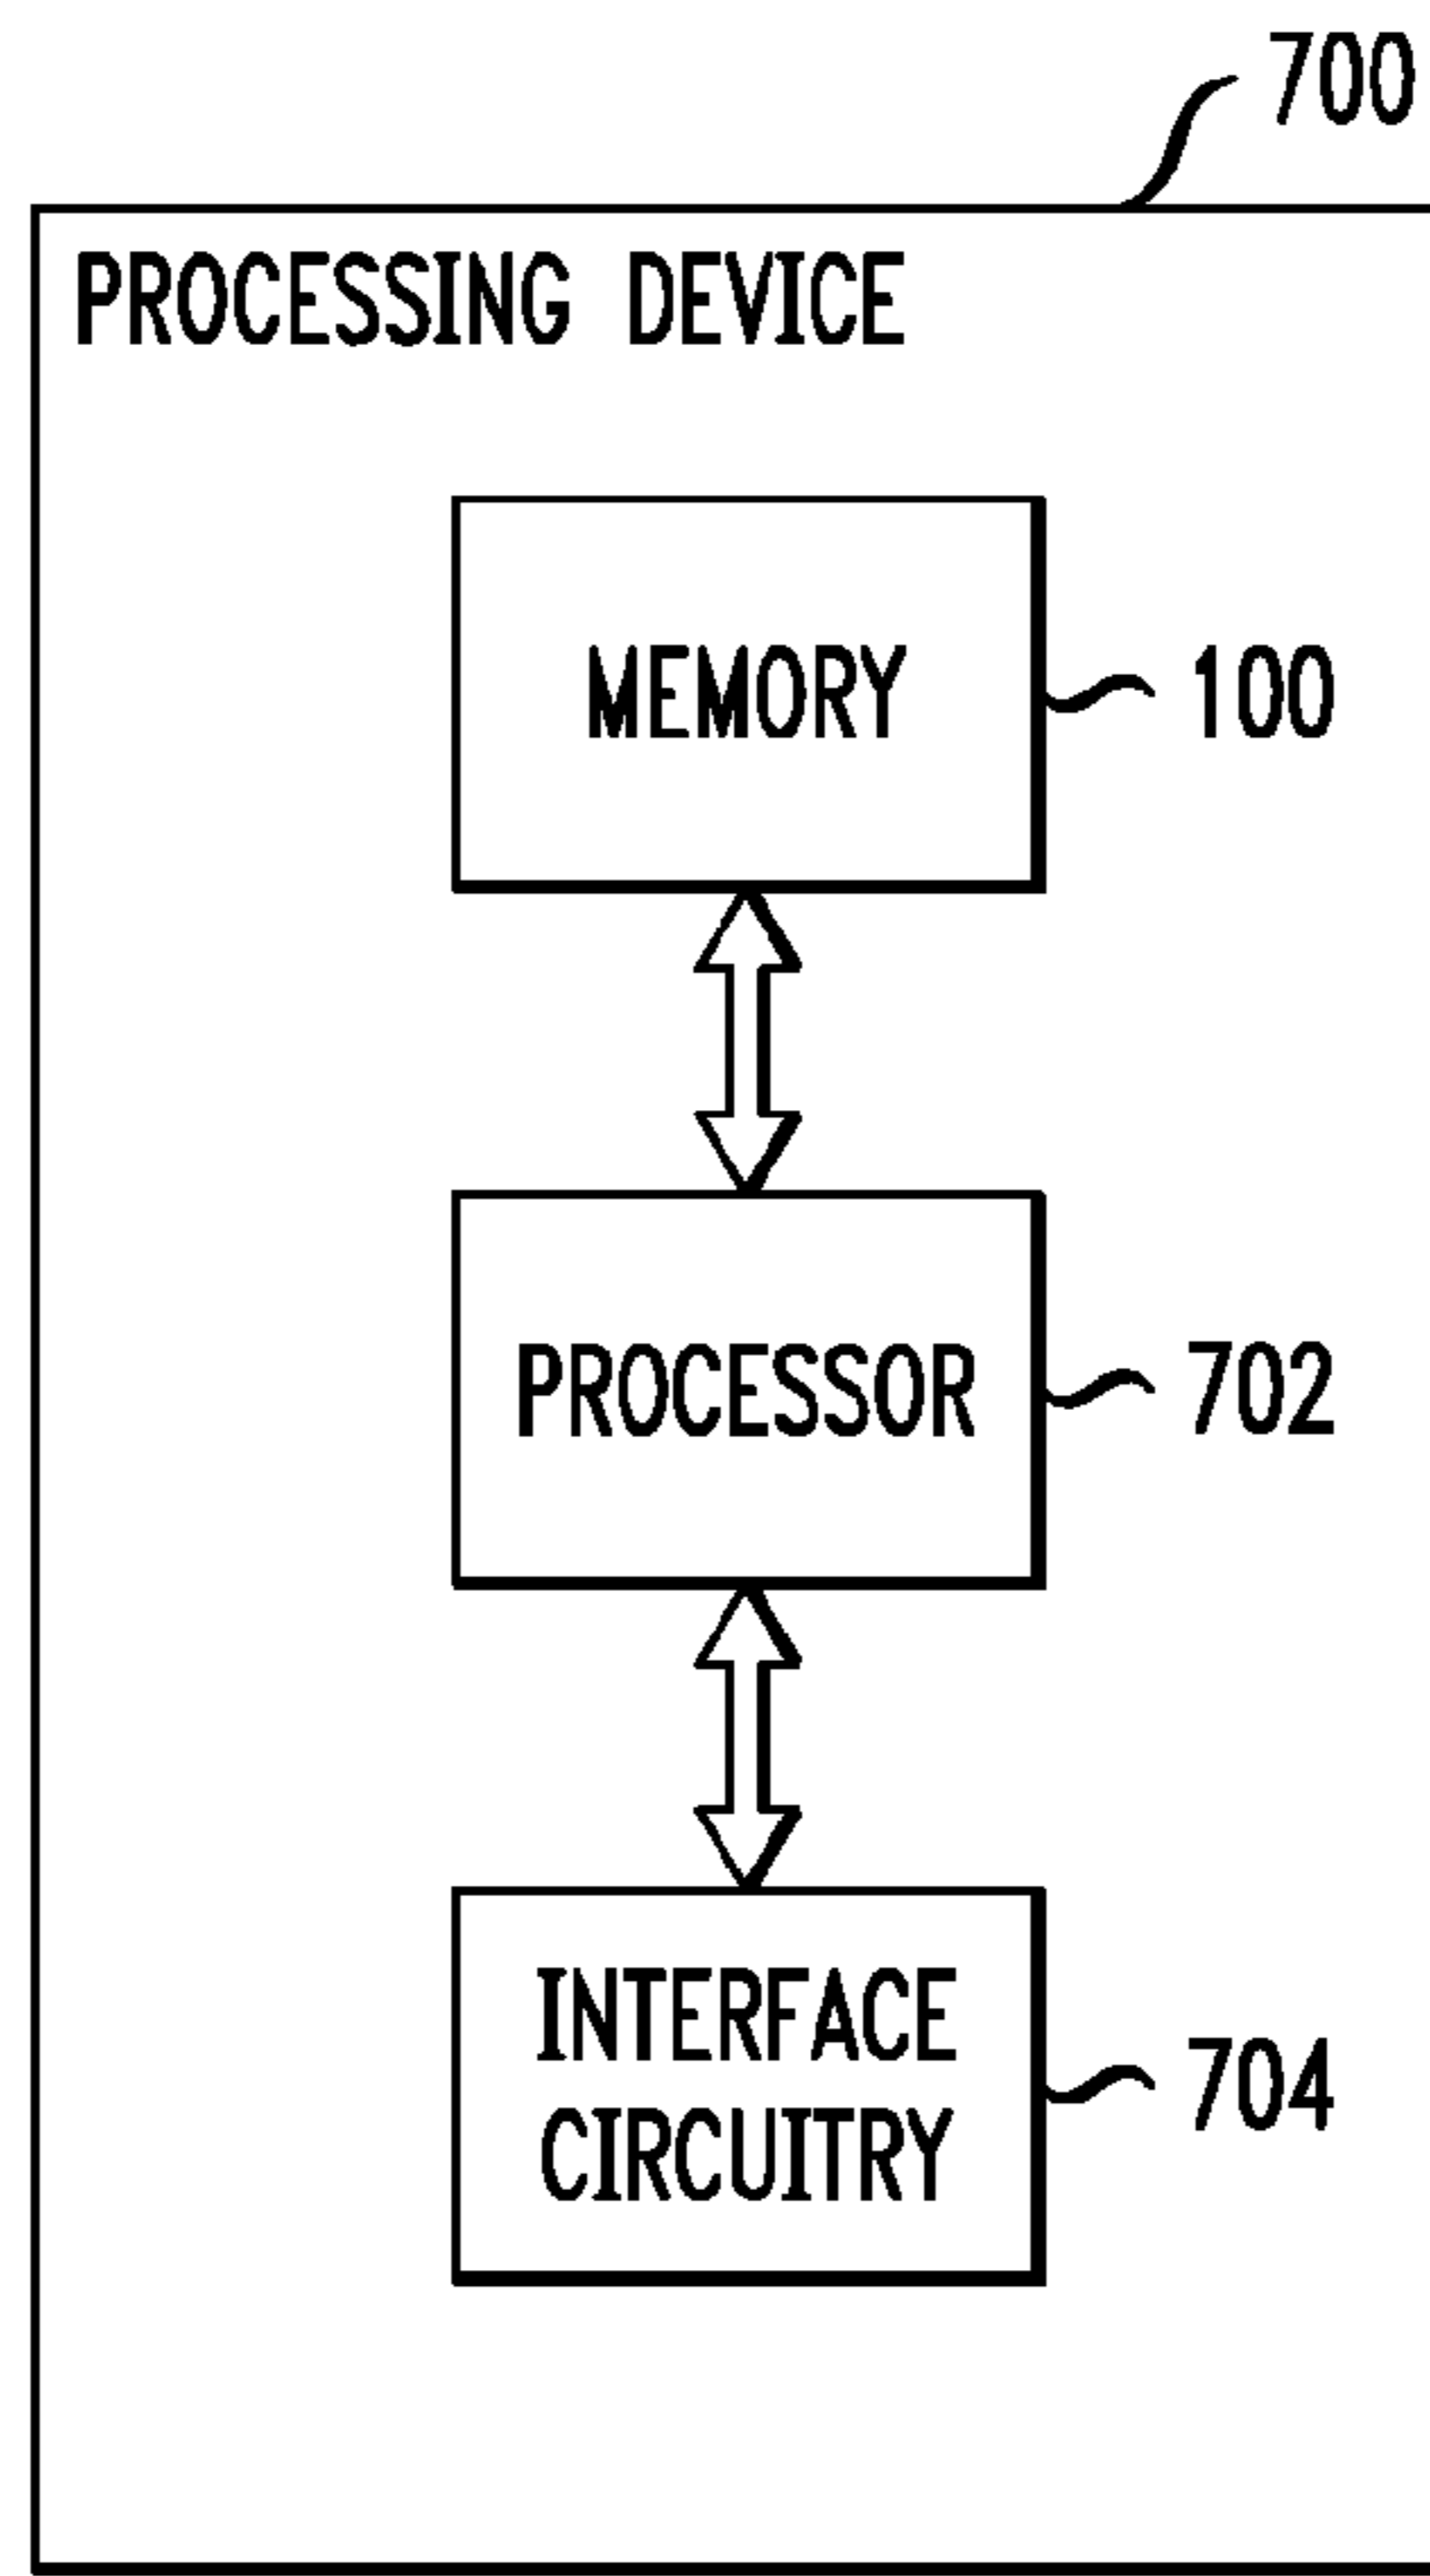 700
PROCESSING DEVICE
MEMORY
100
PROCESSOR
702
INTERFACE
CIRCUITRY
704